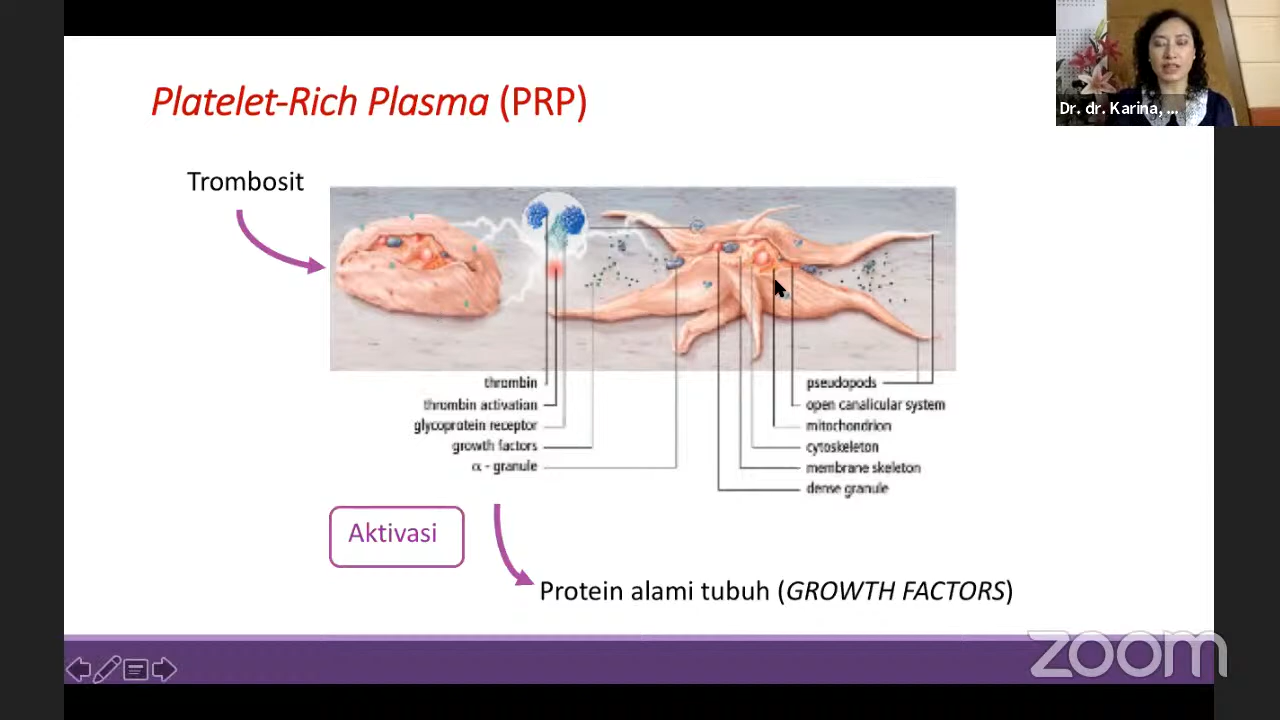 Platelet-Rich Plasma (PRP)
Dr. dr. Karina, ...
Trombosit
thrombin
thrombin activation
glycoprotein receptor
growth factors
α - granule
pseudopods
open canalicular system
mitochondrion
cytoskeleton
membrane skeleton
dense granule
Aktivasi
Protein alami tubuh (GROWTH FACTORS)
zoom